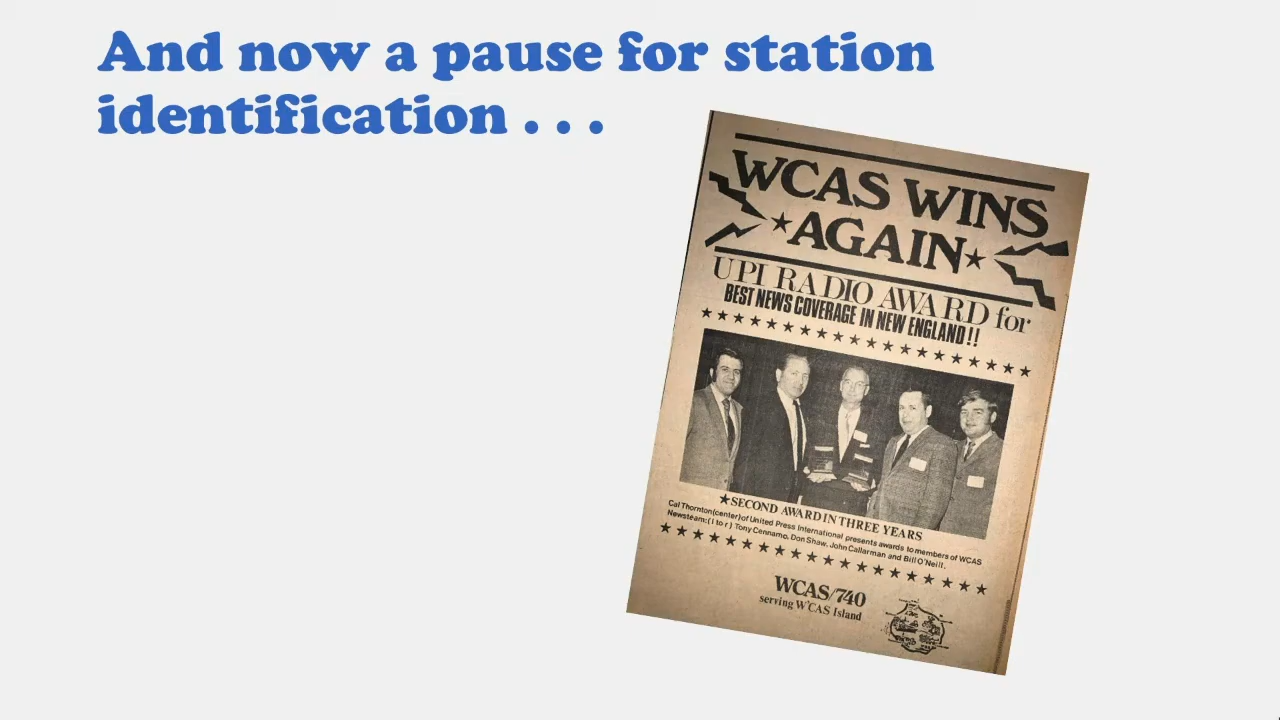 And now a pause for station
identification . . .
WCAS WINS
★AGAIN★
UPI RADIO AWARD for
BEST NEWS COVERAGE IN NEW ENGLAND!!
★SECOND AWARD IN THREE YEARS
Cal Thornton (center) of United Press International presents awards to members of WCAS
Newsteam: (l to r) Tony Cennamo, Don Shaw, John Callarman and Bill O'Neill.
WCAS/740
serving WCAS Island